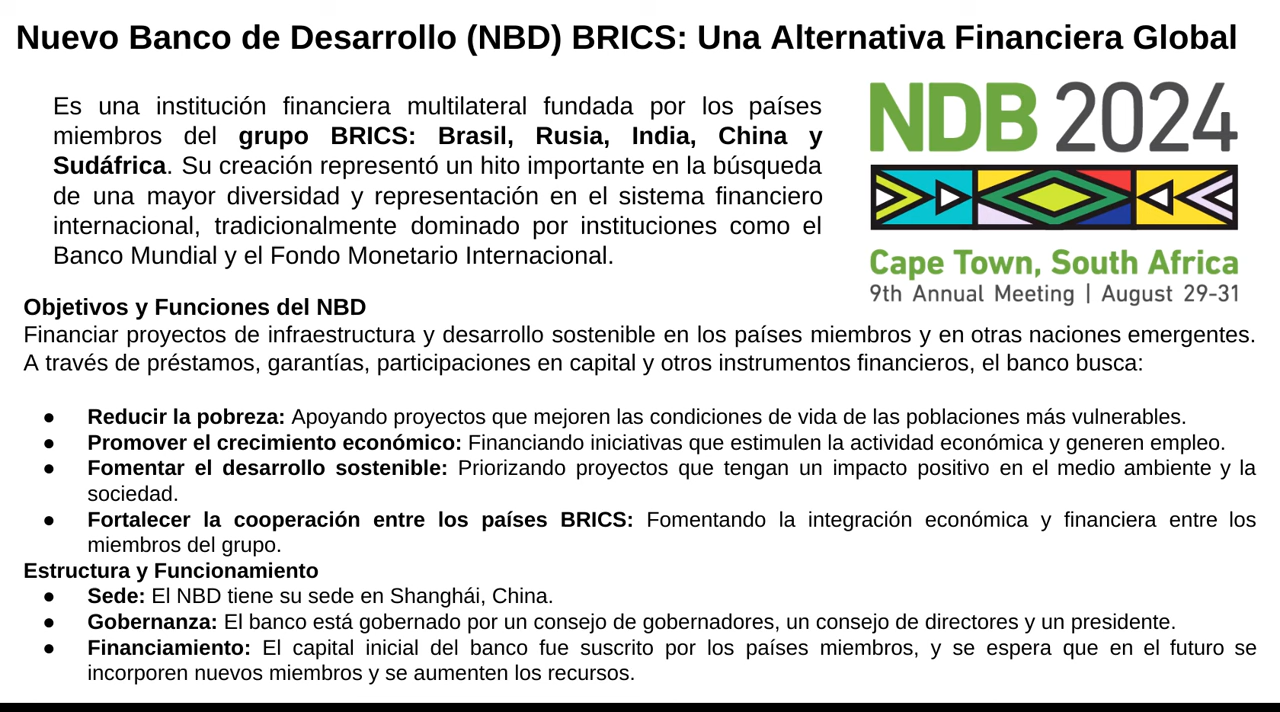 Nuevo Banco de Desarrollo (NBD) BRICS: Una Alternativa Financiera Global
Es una institución financiera multilateral fundada por los países
miembros del grupo BRICS: Brasil, Rusia, India, China y
Sudáfrica. Su creación representó un hito importante en la búsqueda
de una mayor diversidad y representación en el sistema financiero
internacional, tradicionalmente dominado por instituciones como el
Banco Mundial y el Fondo Monetario Internacional.
NDB 2024
Cape Town, South Africa
9th Annual Meeting | August 29-31
Objetivos y Funciones del NBD
Financiar proyectos de infraestructura y desarrollo sostenible en los países miembros y en otras naciones emergentes.
A través de préstamos, garantías, participaciones en capital y otros instrumentos financieros, el banco busca:
● Reducir la pobreza: Apoyando proyectos que mejoren las condiciones de vida de las poblaciones más vulnerables.
● Promover el crecimiento económico: Financiando iniciativas que estimulen la actividad económica y generen empleo.
● Fomentar el desarrollo sostenible: Priorizando proyectos que tengan un impacto positivo en el medio ambiente y la
sociedad.
● Fortalecer la cooperación entre los países BRICS: Fomentando la integración económica y financiera entre los
miembros del grupo.
Estructura y Funcionamiento
● Sede: El NBD tiene su sede en Shanghái, China.
● Gobernanza: El banco está gobernado por un consejo de gobernadores, un consejo de directores y un presidente.
● Financiamiento: El capital inicial del banco fue suscrito por los países miembros, y se espera que en el futuro se
incorporen nuevos miembros y se aumenten los recursos.